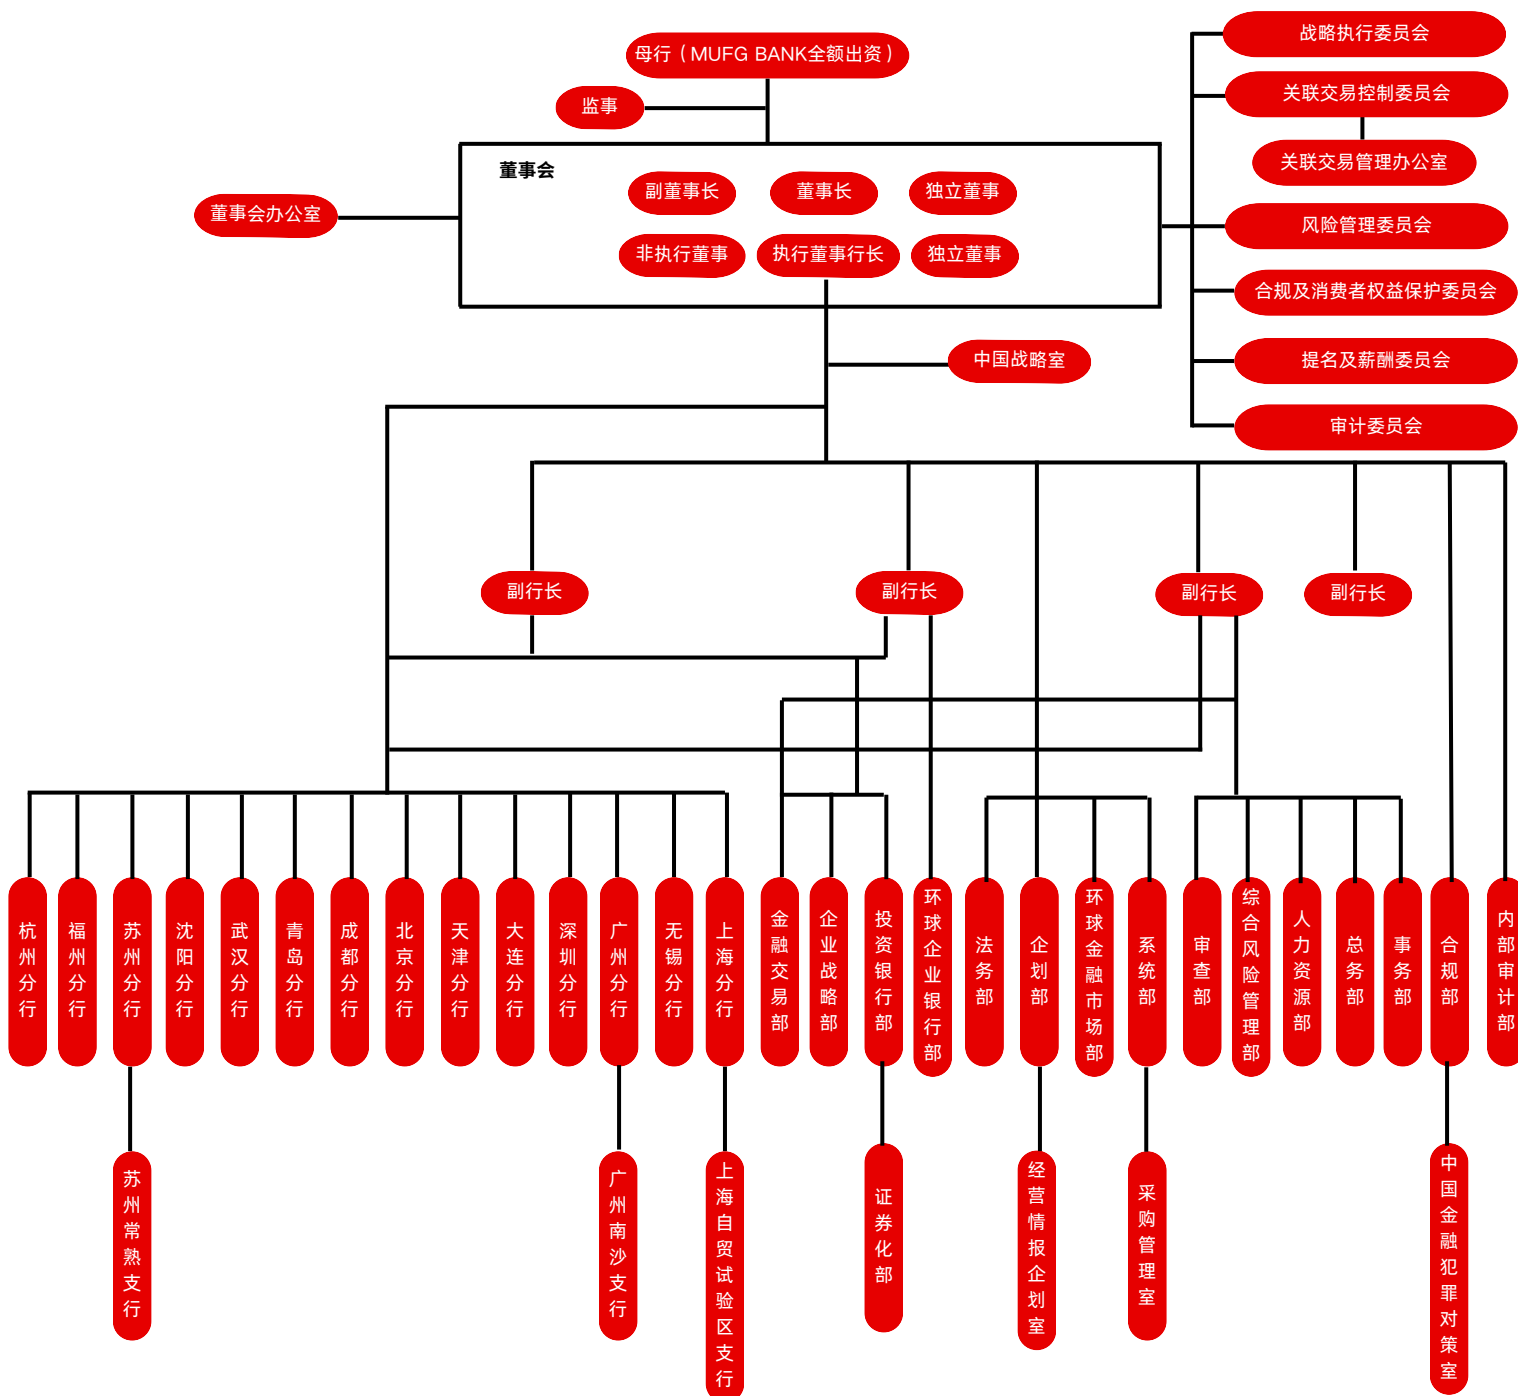 母行（MUFG BANK全额出资）
监事
董事会
副董事长
董事长
独立董事
非执行董事
执行董事行长
独立董事
董事会办公室
战略执行委员会
关联交易控制委员会
关联交易管理办公室
风险管理委员会
合规及消费者权益保护委员会
提名及薪酬委员会
审计委员会
中国战略室
副行长
副行长
副行长
副行长
杭州分行
福州分行
苏州分行
沈阳分行
武汉分行
青岛分行
成都分行
北京分行
天津分行
大连分行
深圳分行
广州分行
无锡分行
上海分行
金融交易部
企业战略部
投资银行部
环球企业银行部
法务部
企划部
环球金融市场部
系统部
审查部
综合风险管理部
人力资源部
总务部
事务部
合规部
内部审计部
苏州常熟支行
广州南沙支行
上海自贸试验区支行
证券化部
经营情报企划室
采购管理室
中国金融犯罪对策室